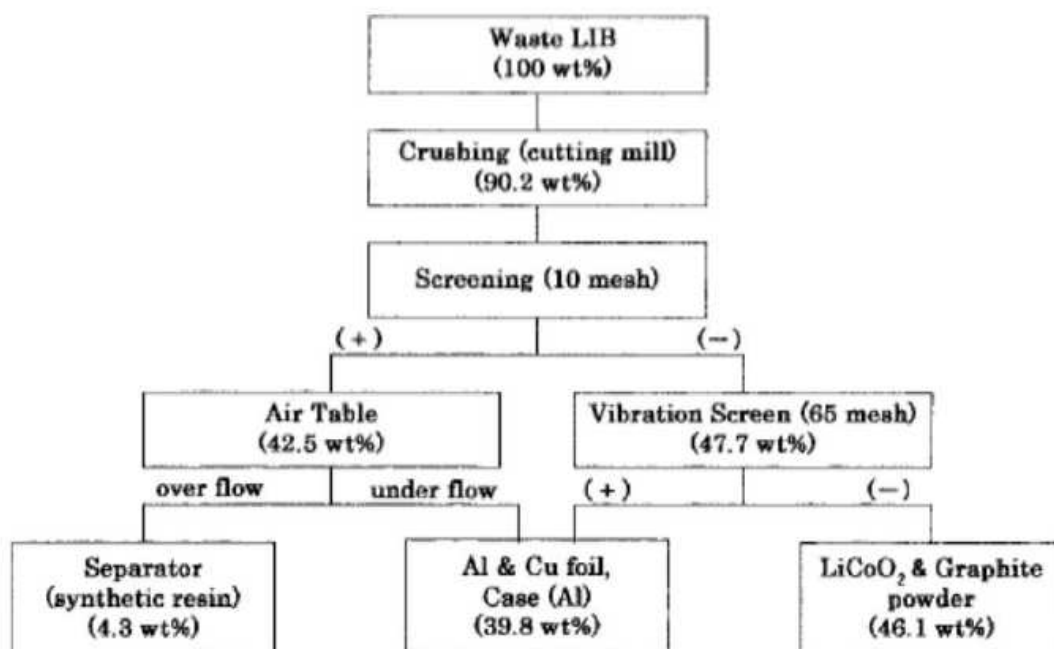 Waste LIB
(100 wt%)
Crushing (cutting mill)
(90.2 wt%)
Screening (10 mesh)
(+)
(−)
Air Table
(42.5 wt%)
Vibration Screen (65 mesh)
(47.7 wt%)
over flow
under flow
(+)
(−)
Separator
(synthetic resin)
(4.3 wt%)
Al & Cu foil,
Case (Al)
(39.8 wt%)
LiCoO₂ & Graphite
powder
(46.1 wt%)